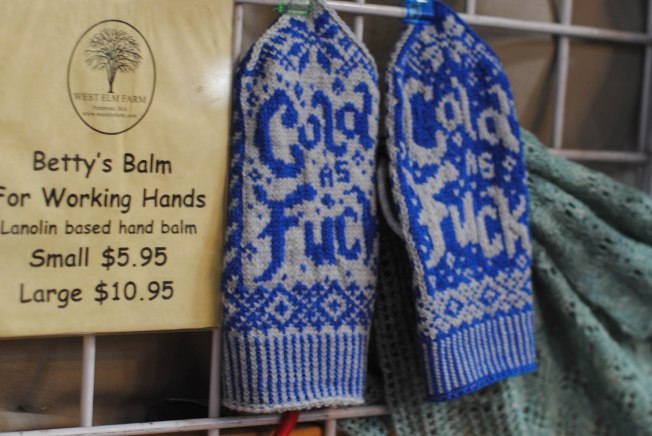 WEST ELM FARM
Betty's Balm
For Working Hands
Lanolin based hand balm
Small $5.95
Large $10.95
Cold
AS
Fuck
Cold
AS
Fuck